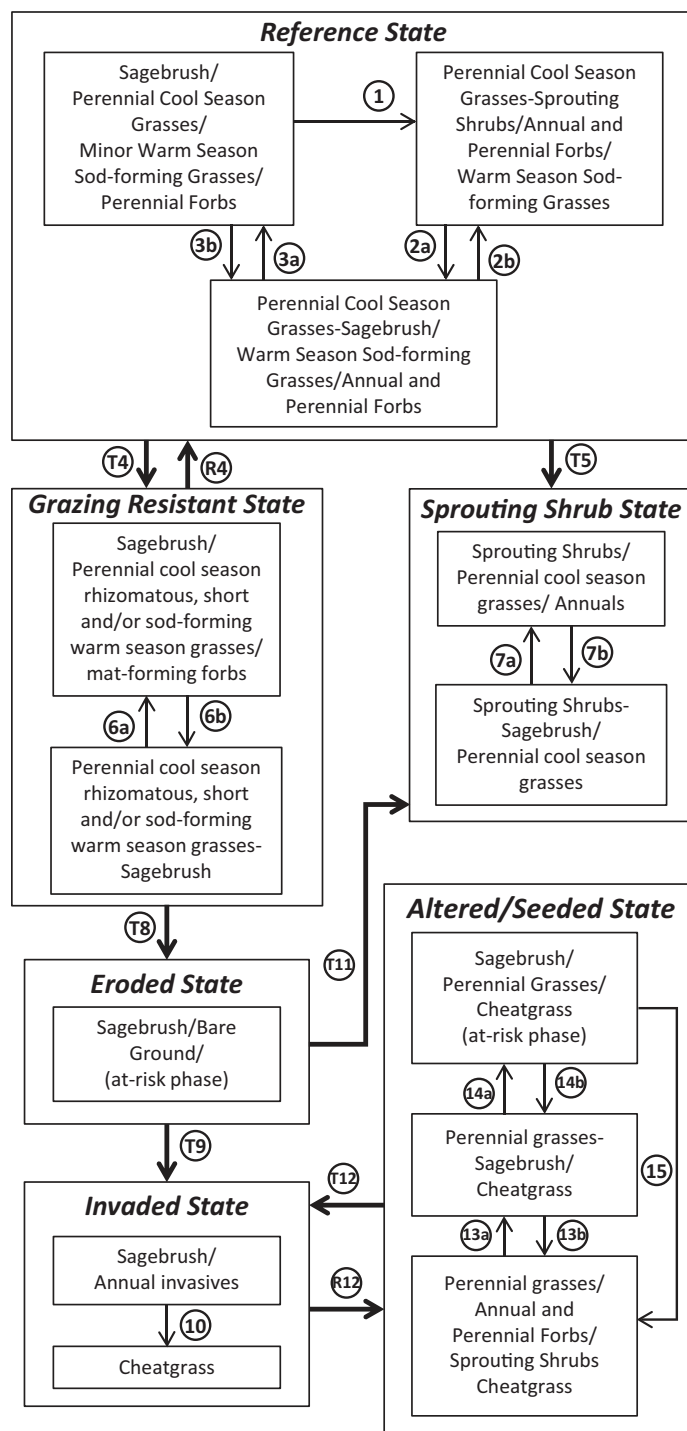 Reference State
Sagebrush/
Perennial Cool Season
Grasses/
Minor Warm Season
Sod-forming Grasses/
Perennial Forbs
1
Perennial Cool Season
Grasses-Sprouting
Shrubs/Annual and
Perennial Forbs/
Warm Season Sod-
forming Grasses
3b
3a
2a
2b
Perennial Cool Season
Grasses-Sagebrush/
Warm Season Sod-forming
Grasses/Annual and
Perennial Forbs
T4
R4
T5
Grazing Resistant State
Sagebrush/
Perennial cool season
rhizomatous, short
and/or sod-forming
warm season grasses/
mat-forming forbs
6a
6b
Perennial cool season
rhizomatous, short
and/or sod-forming
warm season grasses-
Sagebrush
Sprouting Shrub State
Sprouting Shrubs/
Perennial cool season
grasses/ Annuals
7a
7b
Sprouting Shrubs-
Sagebrush/
Perennial cool season
grasses
T8
T11
Eroded State
Sagebrush/Bare
Ground/
(at-risk phase)
T9
T12
Invaded State
Sagebrush/
Annual invasives
10
Cheatgrass
R12
Altered/Seeded State
Sagebrush/
Perennial Grasses/
Cheatgrass
(at-risk phase)
14a
14b
Perennial grasses-
Sagebrush/
Cheatgrass
15
13a
13b
Perennial grasses/
Annual and
Perennial Forbs/
Sprouting Shrubs
Cheatgrass